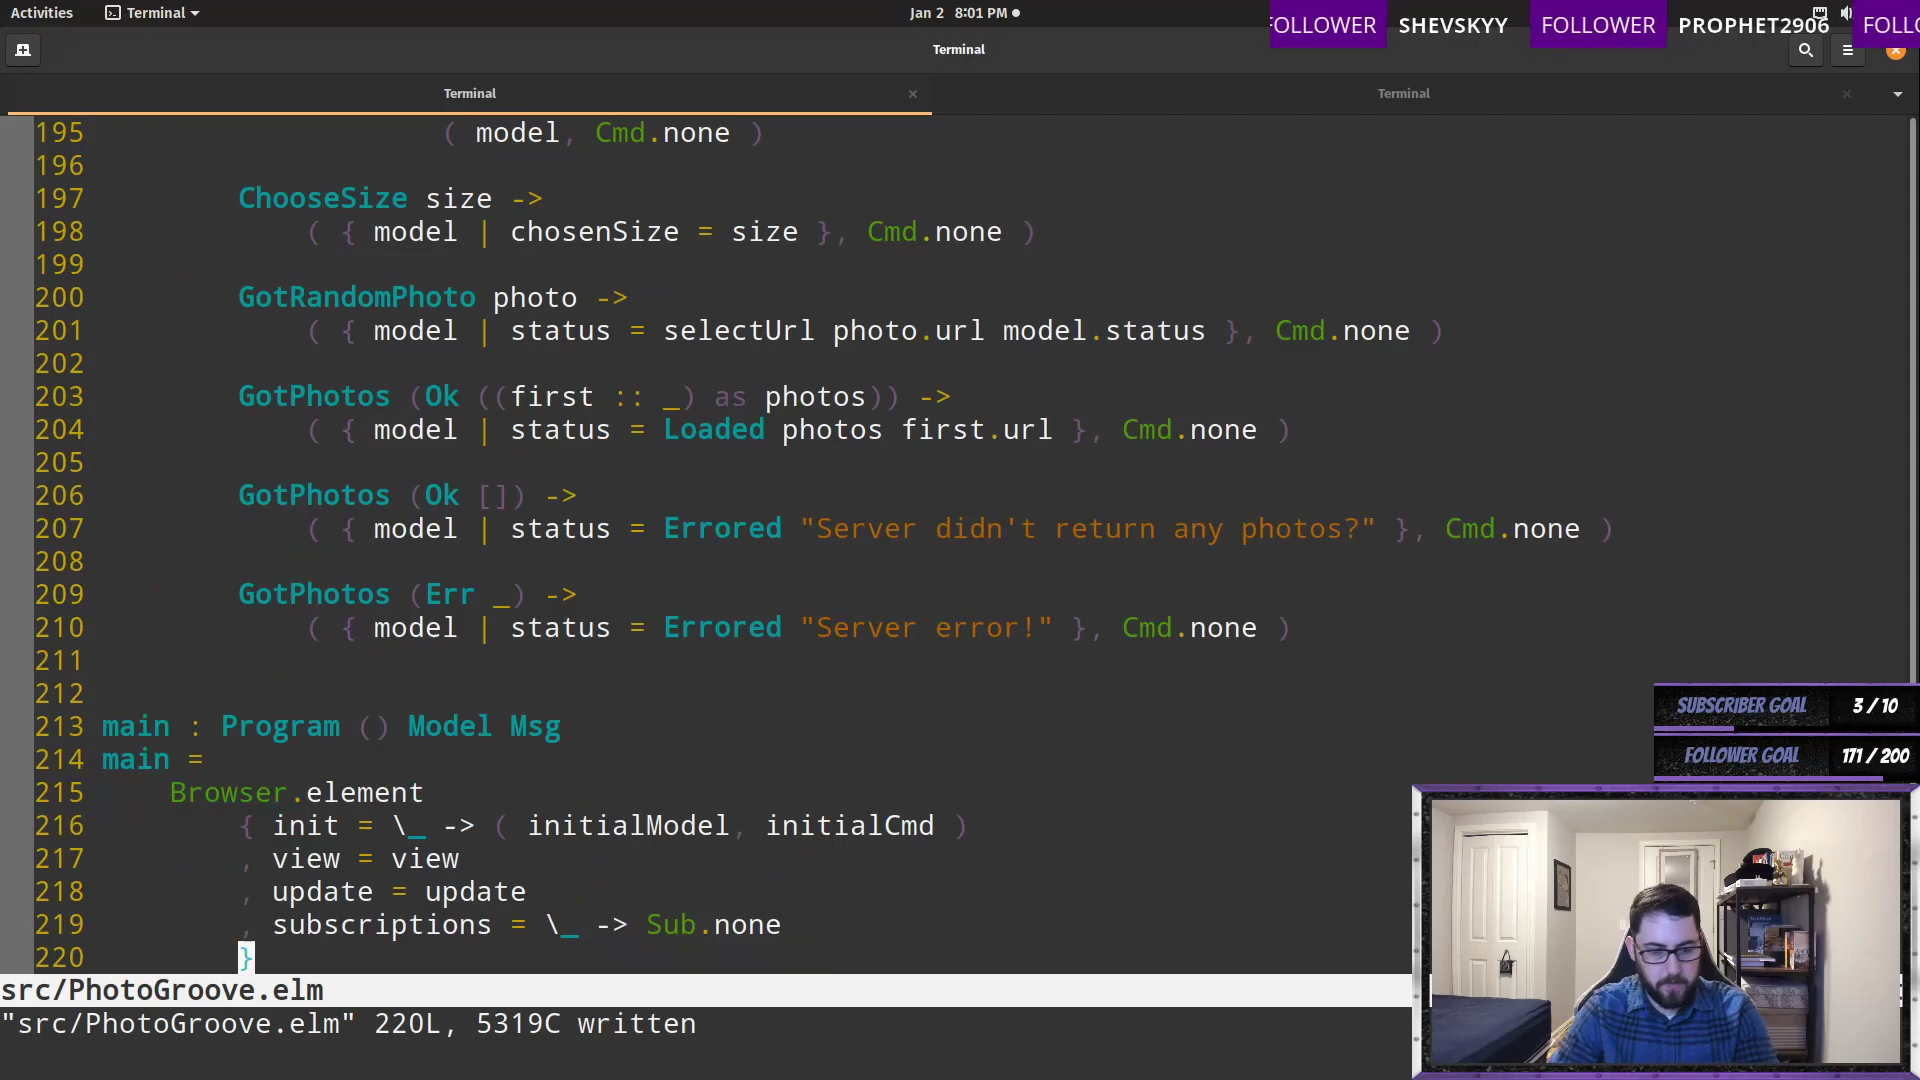 Activities Terminal Jan 2 8:01 PM
FOLLOWER SHEVSKYY FOLLOWER PROPHET2906 FOLLO
Terminal
Terminal Terminal
195 ( model, Cmd.none )
196
197 ChooseSize size ->
198 ( { model | chosenSize = size }, Cmd.none )
199
200 GotRandomPhoto photo ->
201 ( { model | status = selectUrl photo.url model.status }, Cmd.none )
202
203 GotPhotos (Ok ((first :: _) as photos)) ->
204 ( { model | status = Loaded photos first.url }, Cmd.none )
205
206 GotPhotos (Ok []) ->
207 ( { model | status = Errored "Server didn't return any photos?" }, Cmd.none )
208
209 GotPhotos (Err _) ->
210 ( { model | status = Errored "Server error!" }, Cmd.none )
211
212
213 main : Program () Model Msg
214 main =
215 Browser.element
216 { init = \_ -> ( initialModel, initialCmd )
217 , view = view
218 , update = update
219 , subscriptions = \_ -> Sub.none
220 }
src/PhotoGroove.elm
"src/PhotoGroove.elm" 220L, 5319C written
SUBSCRIBER GOAL 3 / 10
FOLLOWER GOAL 171 / 200